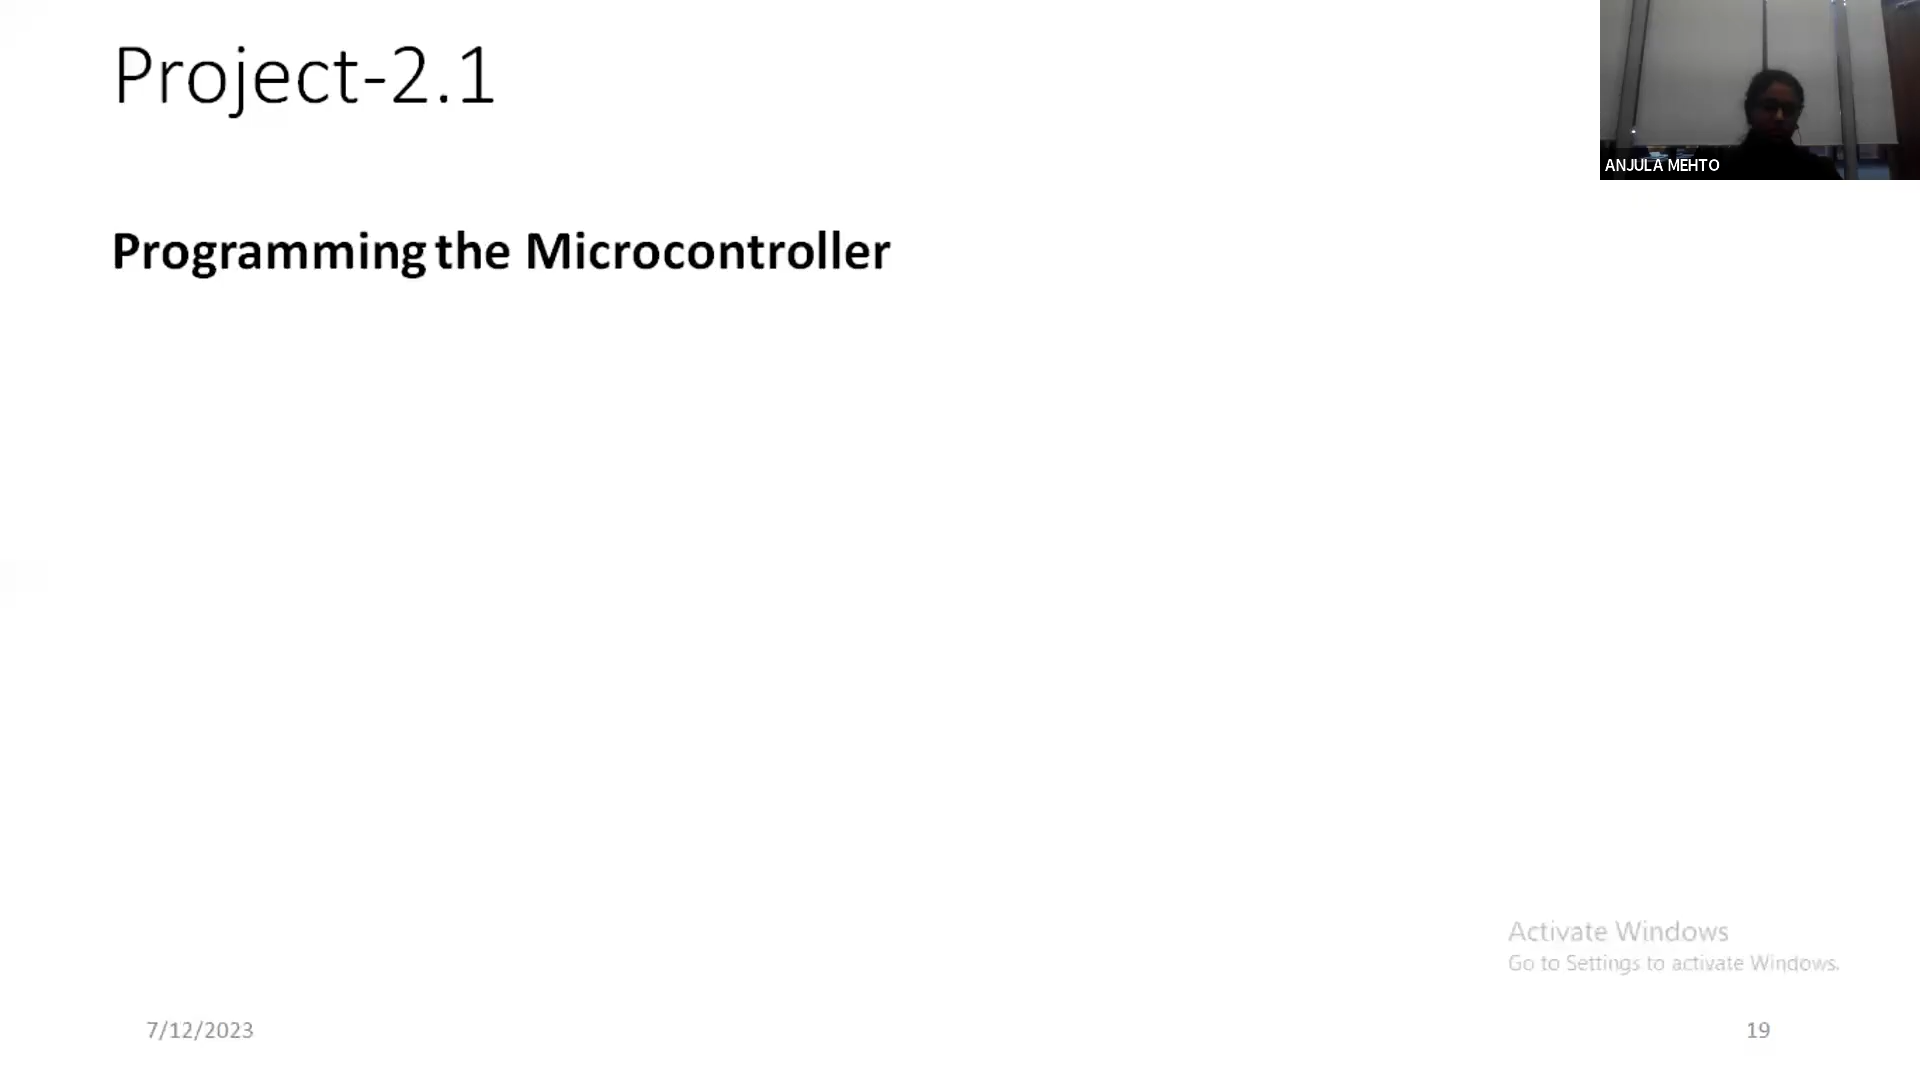 Project-2.1
ANJULA MEHTO
Programming the Microcontroller
Activate Windows
Go to Settings to activate Windows.
7/12/2023
19